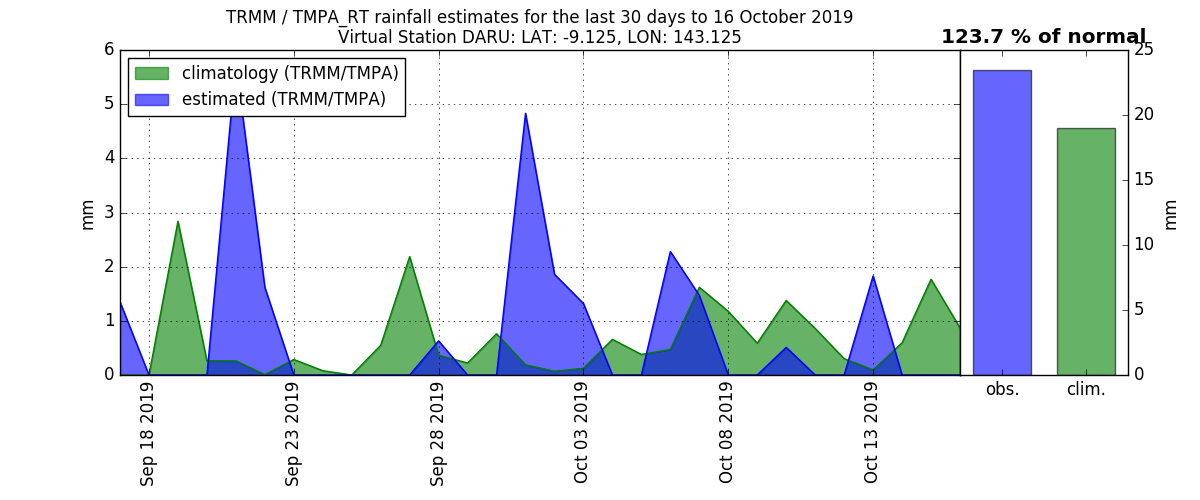 TRMM / TMPA_RT rainfall estimates for the last 30 days to 16 October 2019
Virtual Station DARU: LAT: -9.125, LON: 143.125
123.7 % of normal
climatology (TRMM/TMPA)
estimated (TRMM/TMPA)
mm
6
5
4
3
2
1
0
Sep 18 2019
Sep 23 2019
Sep 28 2019
Oct 03 2019
Oct 08 2019
Oct 13 2019
obs.
clim.
25
20
15
10
5
0
mm